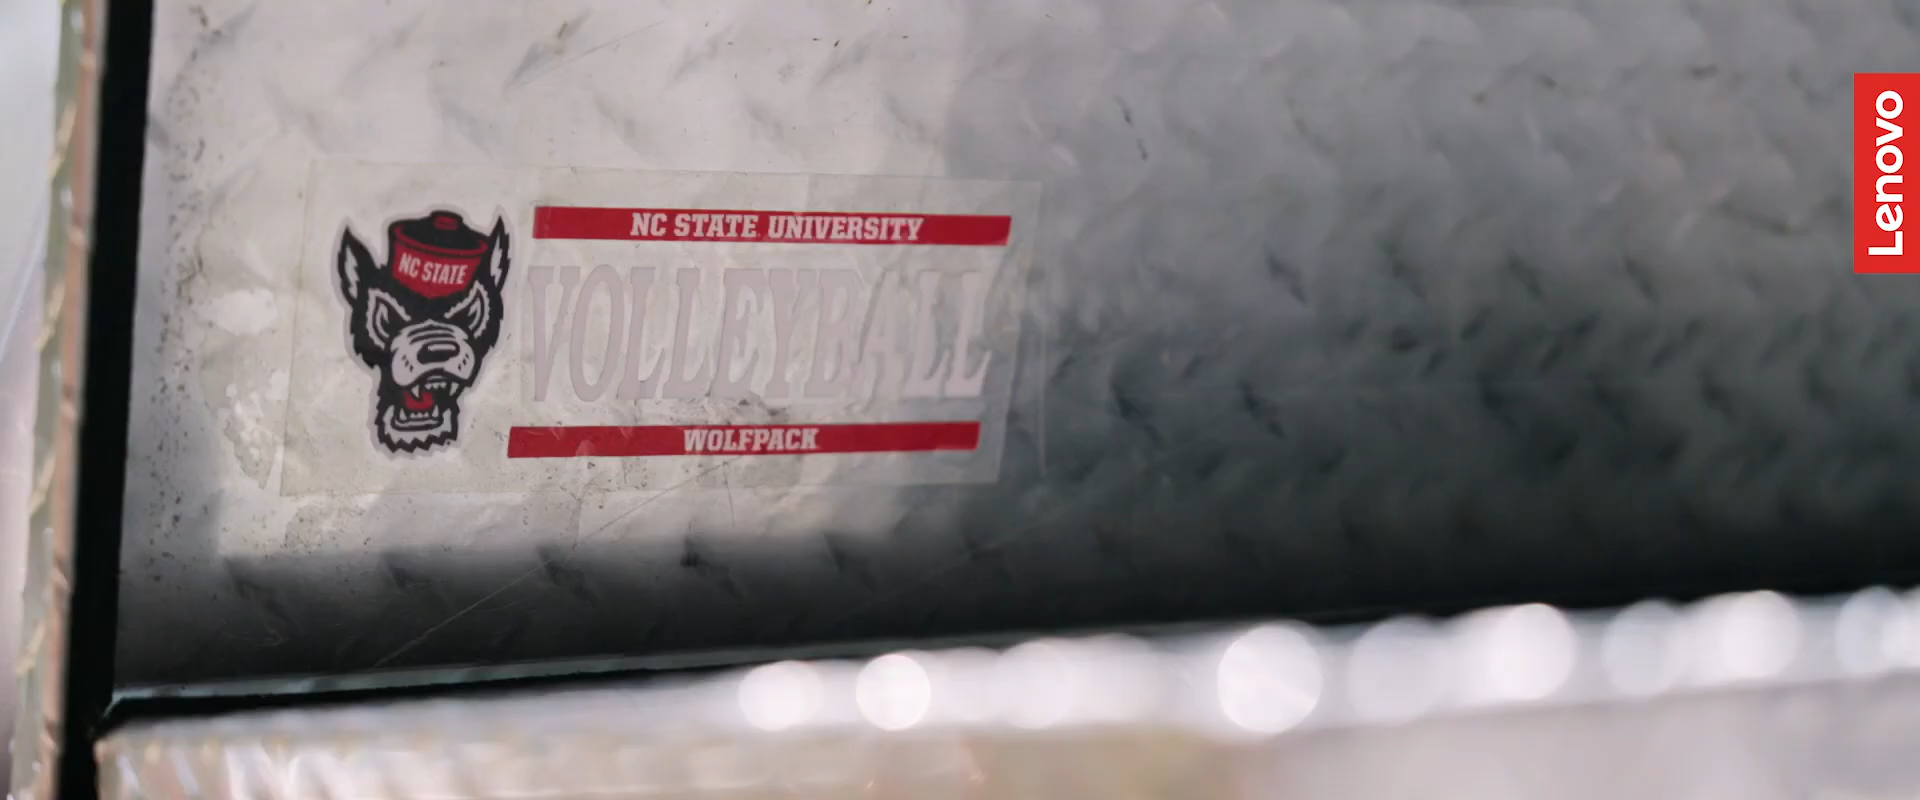 NC STATE UNIVERSITY
NC STATE
VOLLEYBALL
WOLFPACK
Lenovo